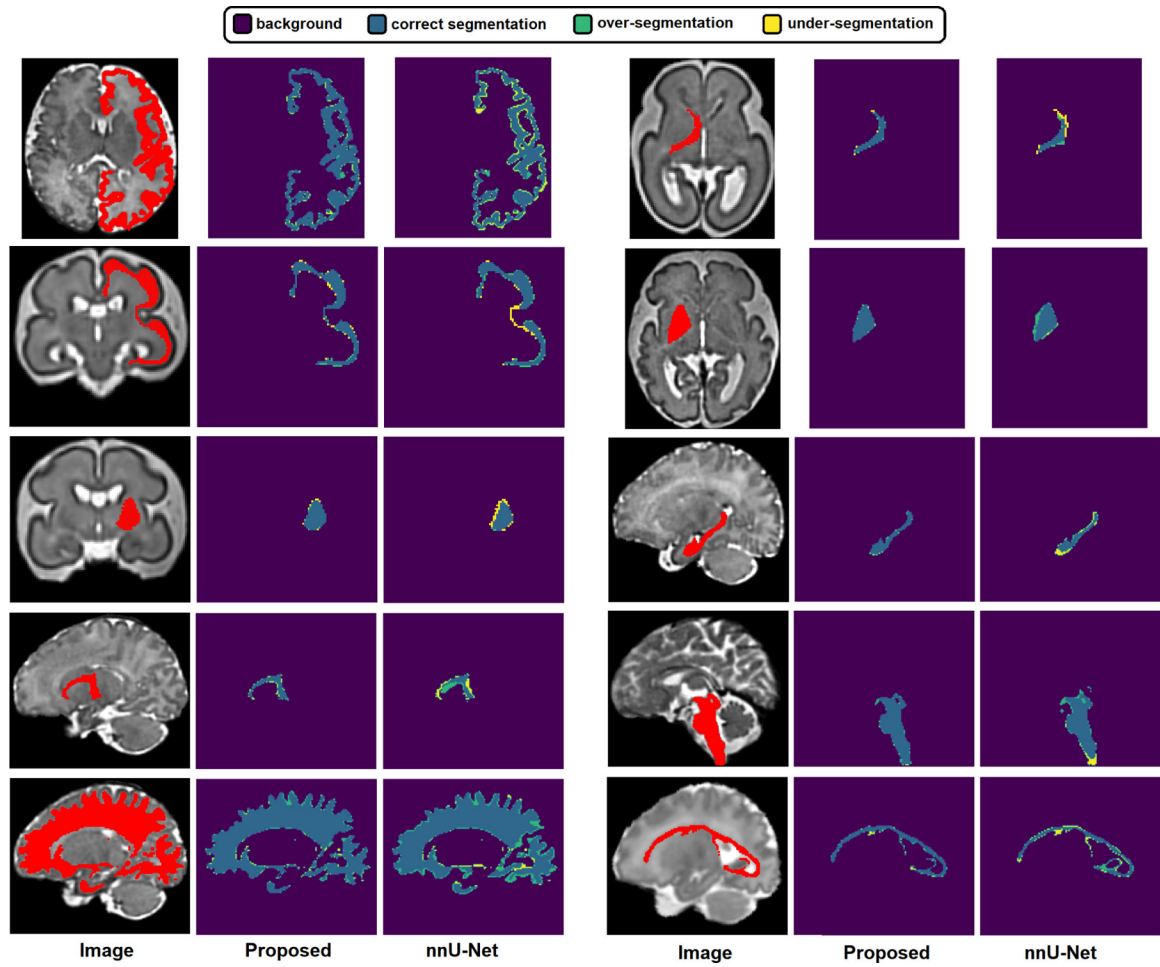 background correct segmentation over-segmentation under-segmentation
Image Proposed nnU-Net Image Proposed nnU-Net